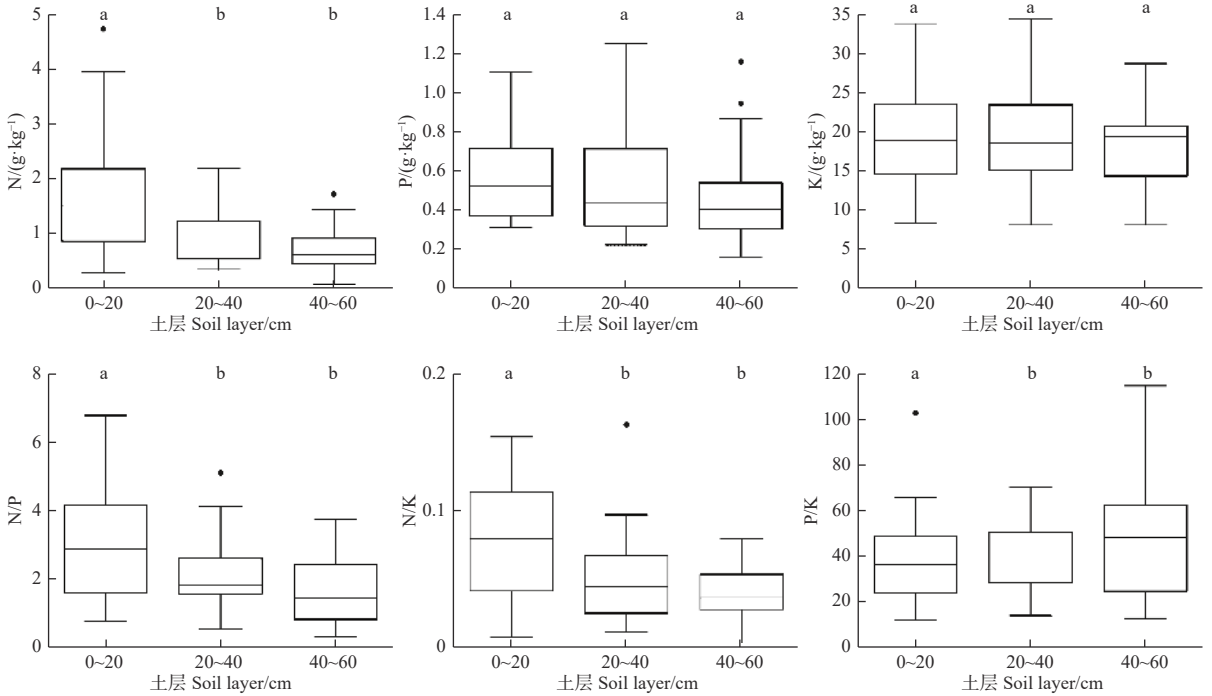 a b b
5
4
3
2
1
0
N/(g·kg⁻¹)
0~20 20~40 40~60
土层 Soil layer/cm
a a a
1.4
1.2
1.0
0.8
0.6
0.4
0.2
0
P/(g·kg⁻¹)
0~20 20~40 40~60
土层 Soil layer/cm
a a a
35
30
25
20
15
10
5
0
K/(g·kg⁻¹)
0~20 20~40 40~60
土层 Soil layer/cm
a b b
8
6
4
2
0
N/P
0~20 20~40 40~60
土层 Soil layer/cm
a b b
0.2
0.1
0
N/K
0~20 20~40 40~60
土层 Soil layer/cm
a b b
120
100
80
60
40
20
0
P/K
0~20 20~40 40~60
土层 Soil layer/cm